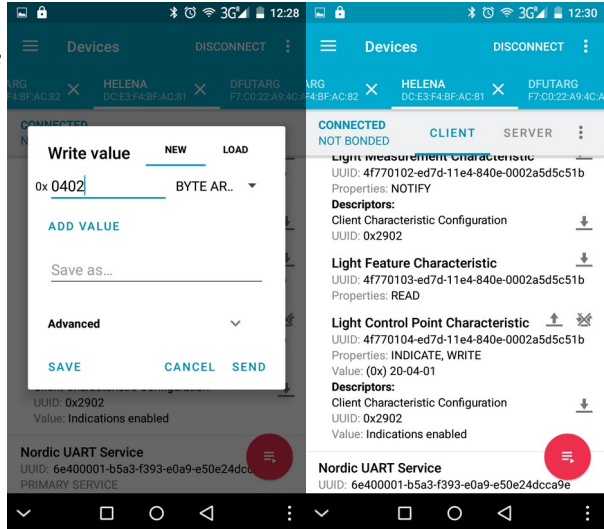 3G 12:28
Devices DISCONNECT
ARG HELENA DFUTARG
F4:BF:AC:82 DC:E3:F4:BF:AC:81 F7:C0:22:A9:4C:A
CONNECTED
N
Write value NEW LOAD
0x 0402 BYTE AR..
ADD VALUE
Save as...
Advanced
SAVE CANCEL SEND
Client Characteristic Configuration
UUID: 0x2902
Value: Indications enabled
Nordic UART Service
UUID: 6e400001-b5a3-f393-e0a9-e50e24dcc
PRIMARY SERVICE
3G 12:30
Devices DISCONNECT
ARG HELENA DFUTARG
F4:BF:AC:82 DC:E3:F4:BF:AC:81 F7:C0:22:A9:4C:A
CONNECTED CLIENT SERVER
NOT BONDED
Light Measurement Characteristic
UUID: 4f770102-ed7d-11e4-840e-0002a5d5c51b
Properties: NOTIFY
Descriptors:
Client Characteristic Configuration
UUID: 0x2902
Light Feature Characteristic
UUID: 4f770103-ed7d-11e4-840e-0002a5d5c51b
Properties: READ
Light Control Point Characteristic
UUID: 4f770104-ed7d-11e4-840e-0002a5d5c51b
Properties: INDICATE, WRITE
Value: (0x) 20-04-01
Descriptors:
Client Characteristic Configuration
UUID: 0x2902
Value: Indications enabled
Nordic UART Service
UUID: 6e400001-b5a3-f393-e0a9-e50e24dcca9e